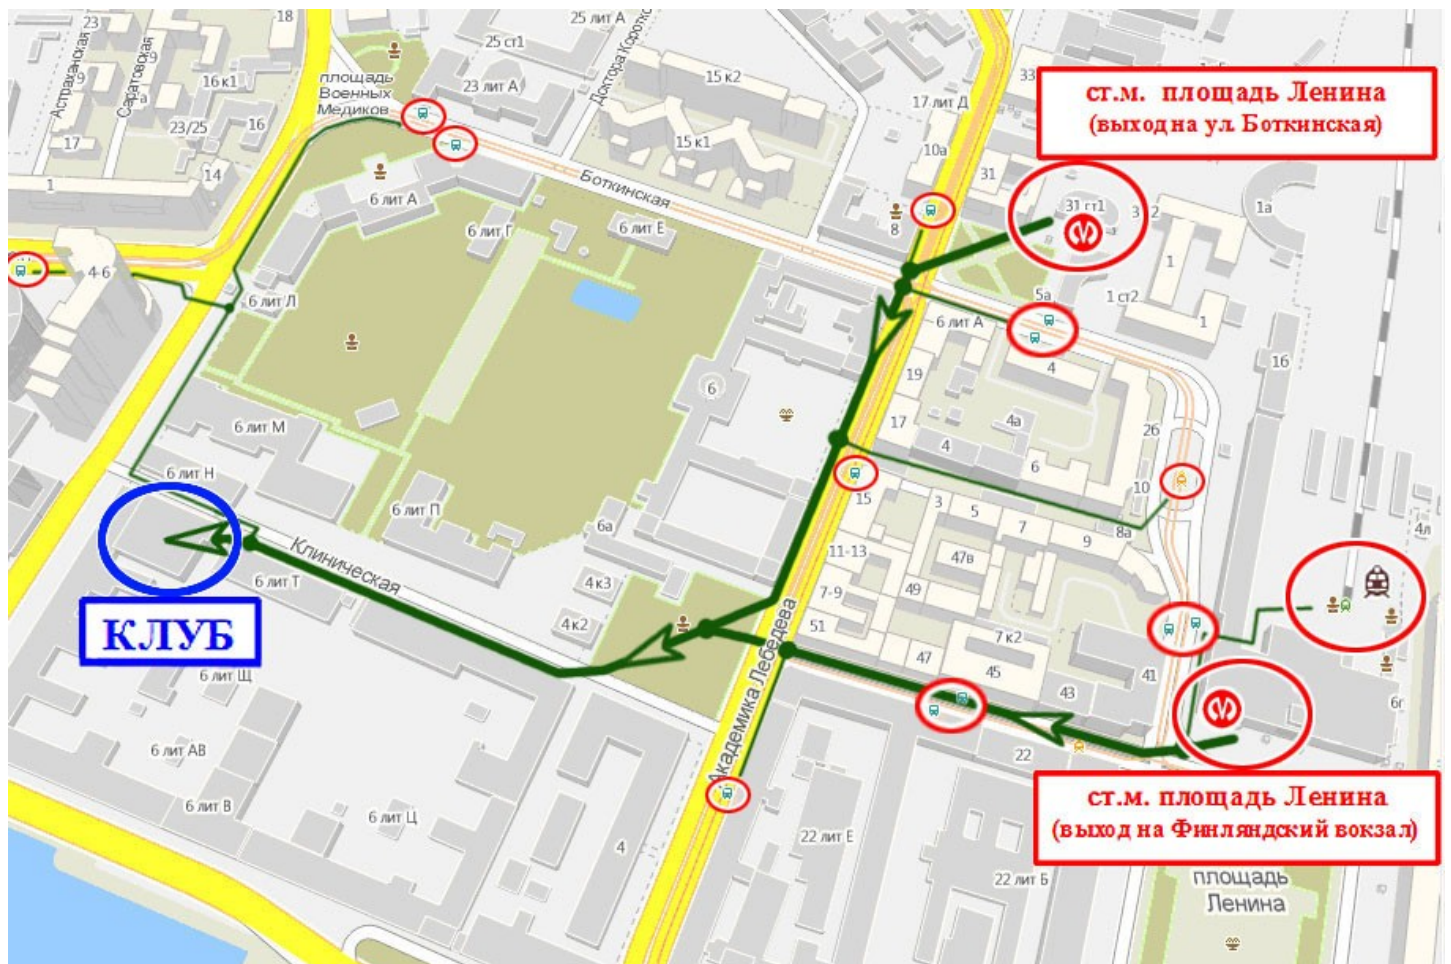 23
18
25 лит А
25 ст1
Астраханская
Саратовская
9
9
16 к1
площадь
Военных
Медиков
23 лит А
15 к2
17 лит Д
33
ст.м. площадь Ленина
(выход на ул. Боткинская)
17
23/25
16
15 к1
10а
31
1
14
6 лит А
Боткинская
8
31 ст1
1а
6 лит Г
6 лит Е
4-6
6 лит Л
5а
1 ст2
1
1
6 лит А
16
19
4
6
17
4а
26
4
6 лит М
6 лит Н
6
10
15
3
5
7
9
8а
4л
6 лит П
6а
11-13
47в
49
Клиническая
6 лит Т
4 к3
7-9
4 к2
51
7 к2
КЛУБ
47
45
43
41
6 лит Щ
6г
Академика Лебедева
6 лит АВ
22
ст.м. площадь Ленина
(выход на Финляндский вокзал)
6 лит В
6 лит Ц
4
22 лит Е
22 лит Б
площадь
Ленина